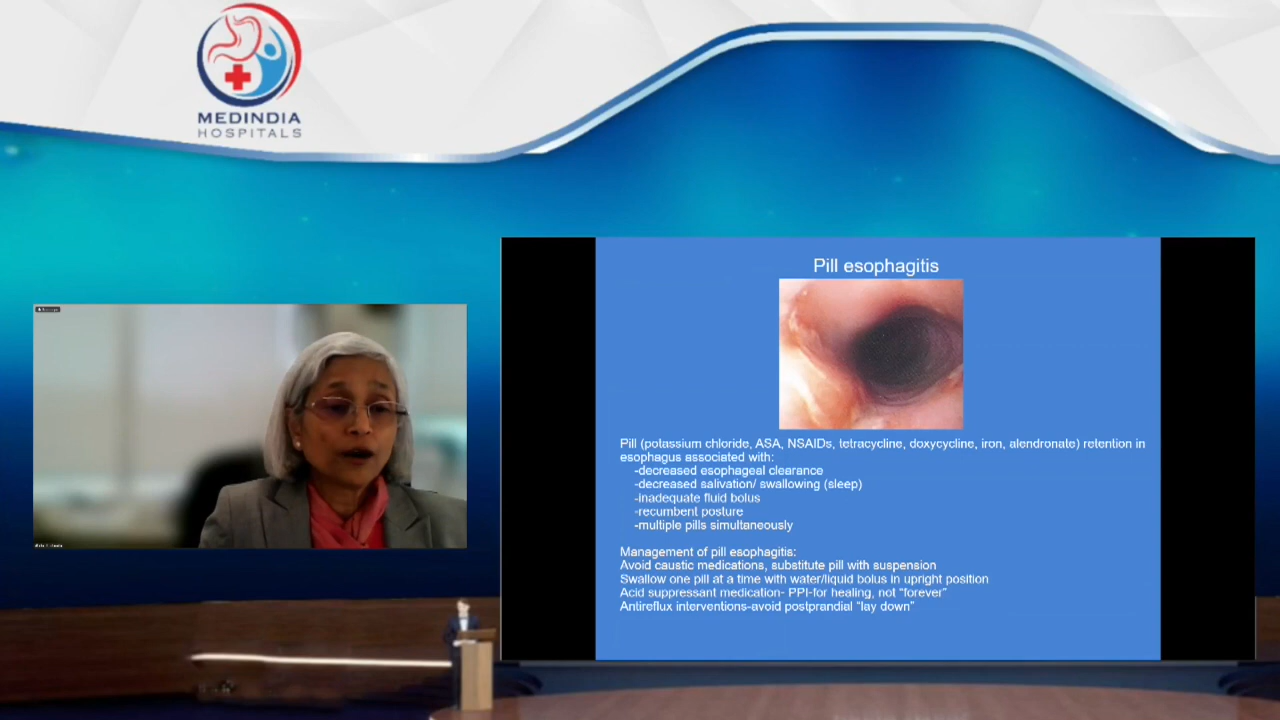 MEDINDIA
HOSPITALS
Pill esophagitis
Pill (potassium chloride, ASA, NSAIDs, tetracycline, doxycycline, iron, alendronate) retention in
esophagus associated with:
-decreased esophageal clearance
-decreased salivation/ swallowing (sleep)
-inadequate fluid bolus
-recumbent posture
-multiple pills simultaneously
Management of pill esophagitis:
Avoid caustic medications, substitute pill with suspension
Swallow one pill at a time with water/liquid bolus in upright position
Acid suppressant medication- PPI-for healing, not “forever”
Antireflux interventions-avoid postprandial “lay down”